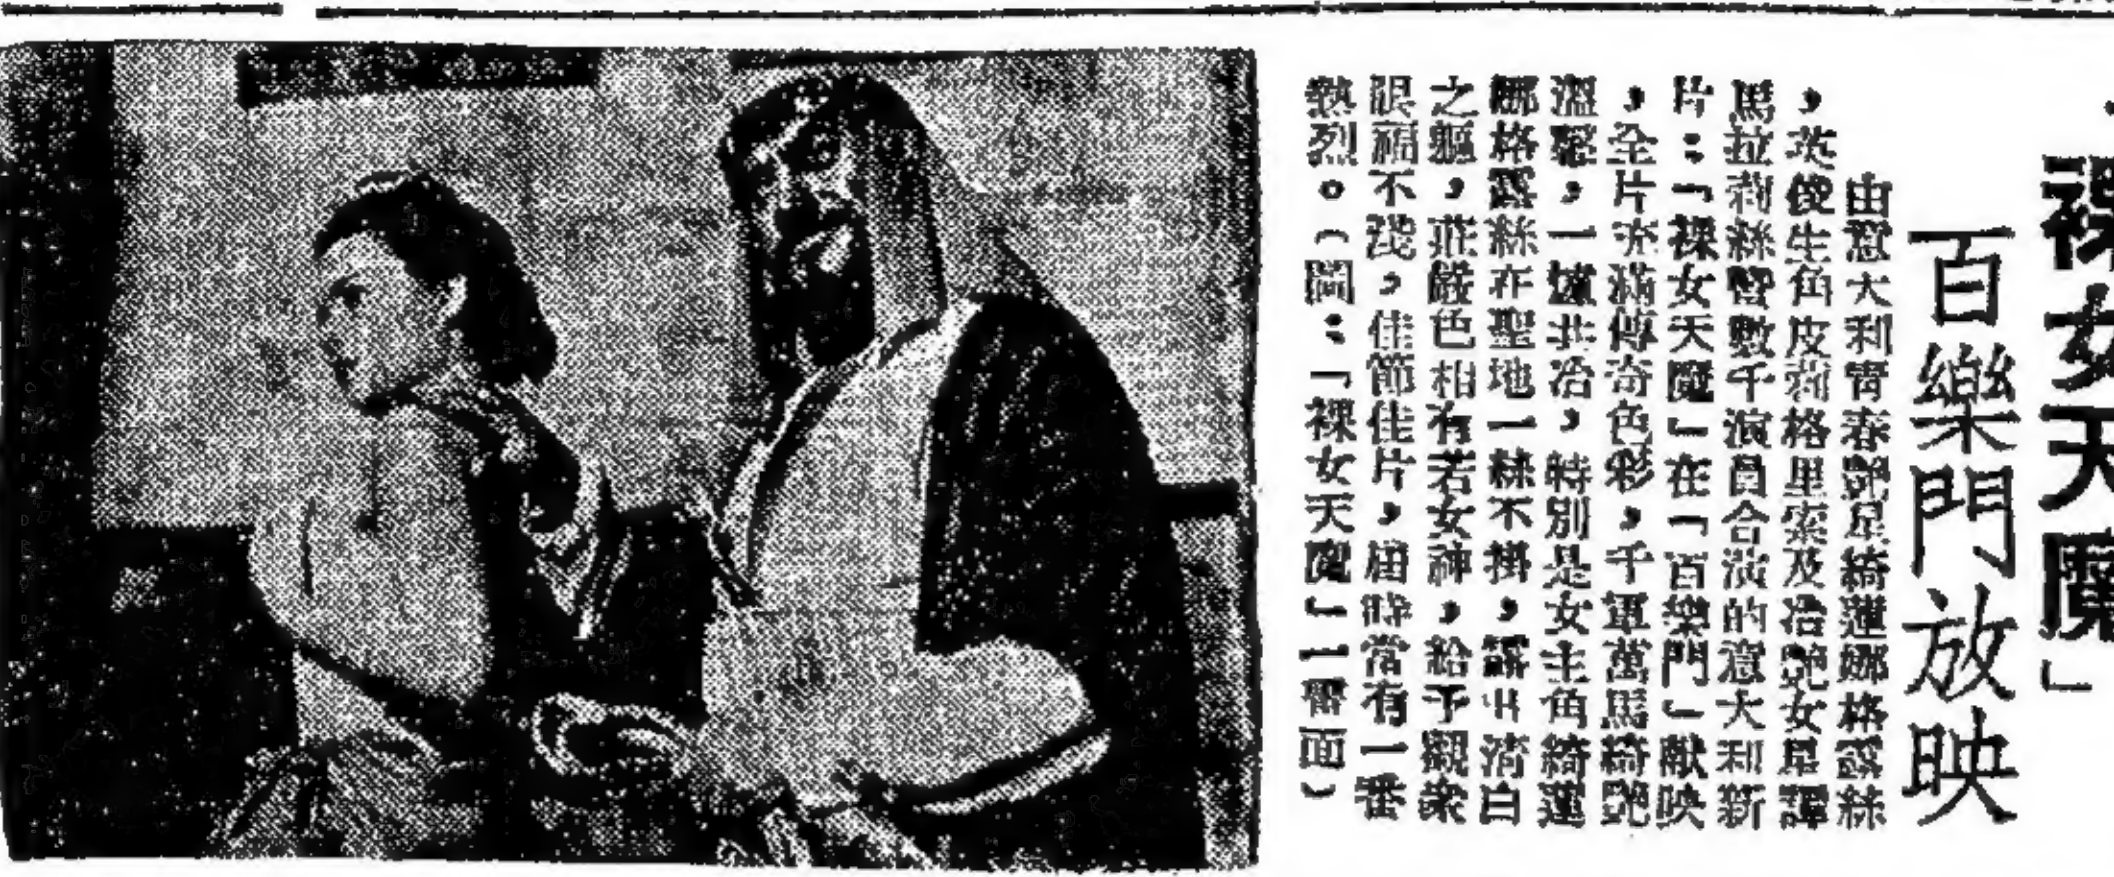 裸女天魔」
百樂門放映
由意大利青春艷星綺蓮娜格露絲
，英俊生角皮莉格里索及冶艷女星譚
馬拉莉絲暨數千演員合演的意大利新
片：「裸女天魔」在「百樂門」献映
，全片充滿傳奇色彩，千軍萬馬綺艷
溫馨，一爐共冶，特別是女主角綺蓮
娜格露絲在聖地一絲不掛，露出清白
之軀，莊嚴色相有若女神，給予觀衆
眼福不淺，佳節佳片，屆時當有一番
熱烈。（圖：「裸女天魔」一書面）